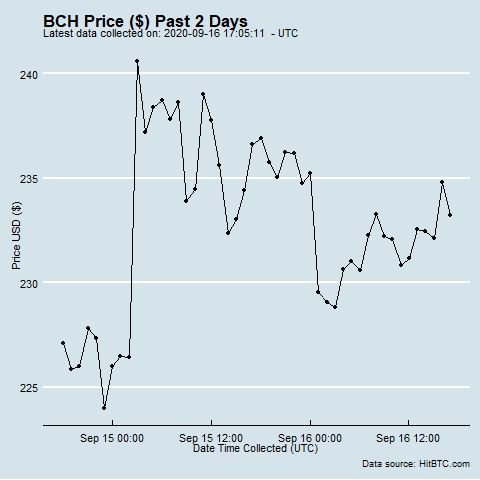 BCH Price ($) Past 2 Days
Latest data collected on: 2020-09-16 17:05:11 - UTC
240
235
230
225
Price USD ($)
Sep 15 00:00 Sep 15 12:00 Sep 16 00:00 Sep 16 12:00
Date Time Collected (UTC)
Data source: HitBTC.com